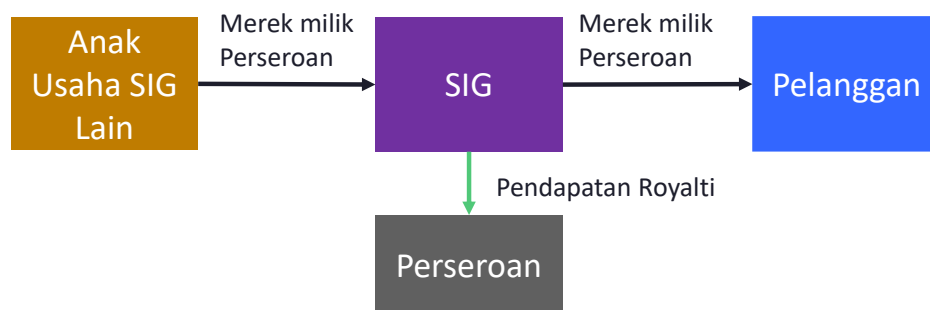 Anak
Usaha SIG
Lain
Merek milik
Perseroan
SIG
Merek milik
Perseroan
Pelanggan
Pendapatan Royalti
Perseroan